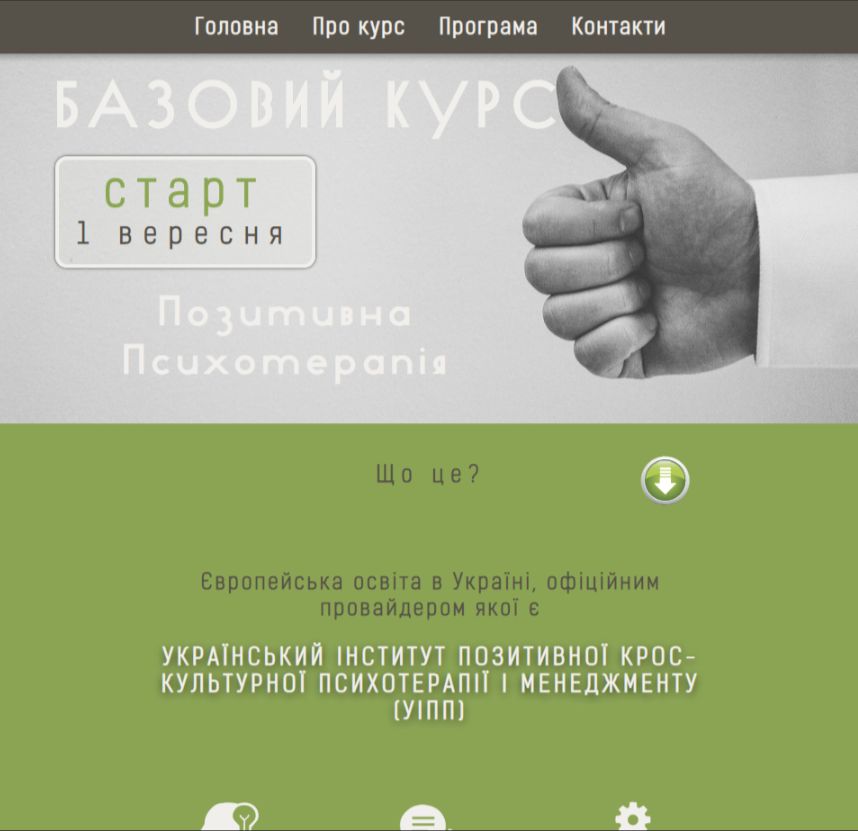 Головна Про курс Програма Контакти
БАЗОВИЙ КУРС
старт
1 вересня
Позитивна
Психотерапія
Що це?
Європейська освіта в Україні, офіційним
провайдером якої є
УКРАЇНСЬКИЙ ІНСТИТУТ ПОЗИТИВНОЇ КРОС-
КУЛЬТУРНОЇ ПСИХОТЕРАПІЇ І МЕНЕДЖМЕНТУ
(УІПП)